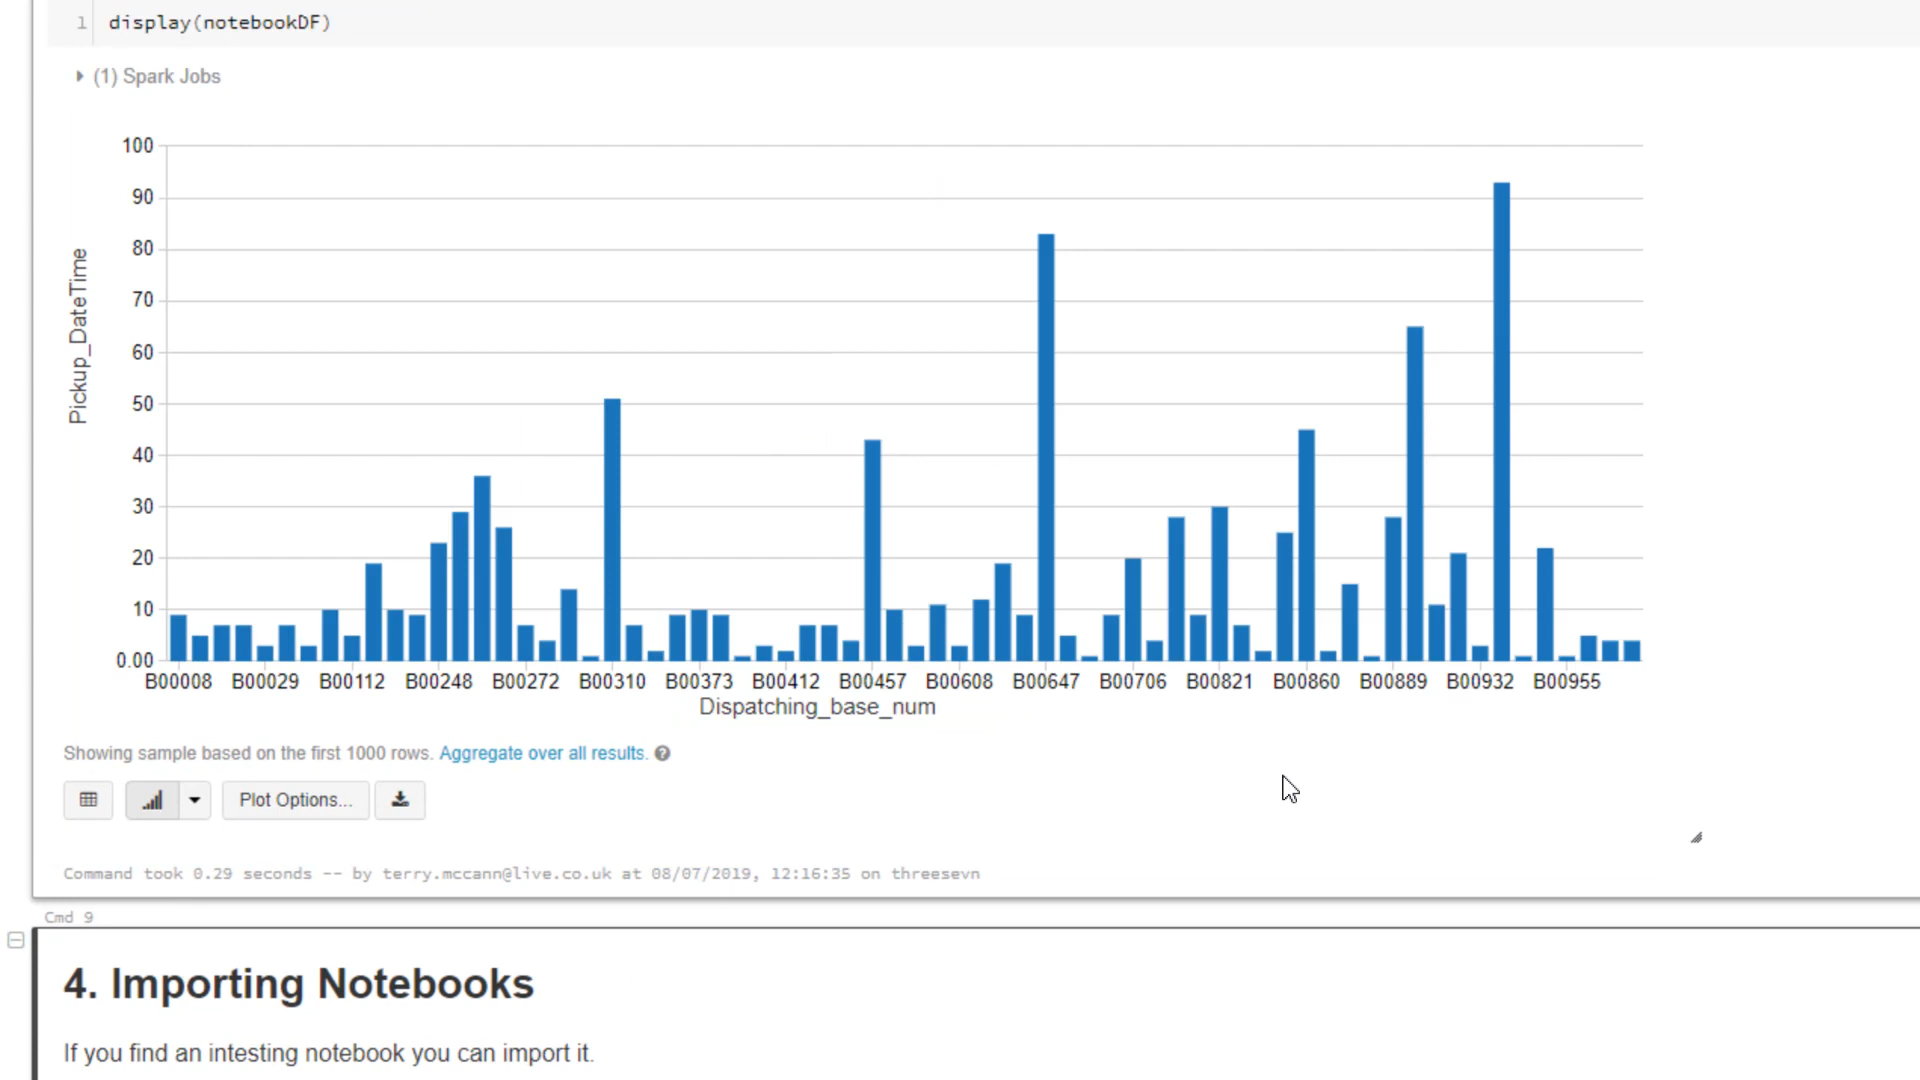 1 display(notebookDF)
(1) Spark Jobs
100
90
80
70
60
50
40
30
20
10
0.00
Pickup_DateTime
B00008 B00029 B00112 B00248 B00272 B00310 B00373 B00412 B00457 B00608 B00647 B00706 B00821 B00860 B00889 B00932 B00955
Dispatching_base_num
Showing sample based on the first 1000 rows. Aggregate over all results. ?
Plot Options...
Command took 0.29 seconds -- by terry.mccann@live.co.uk at 08/07/2019, 12:16:35 on threesevn
Cmd 9
4. Importing Notebooks
If you find an intesting notebook you can import it.